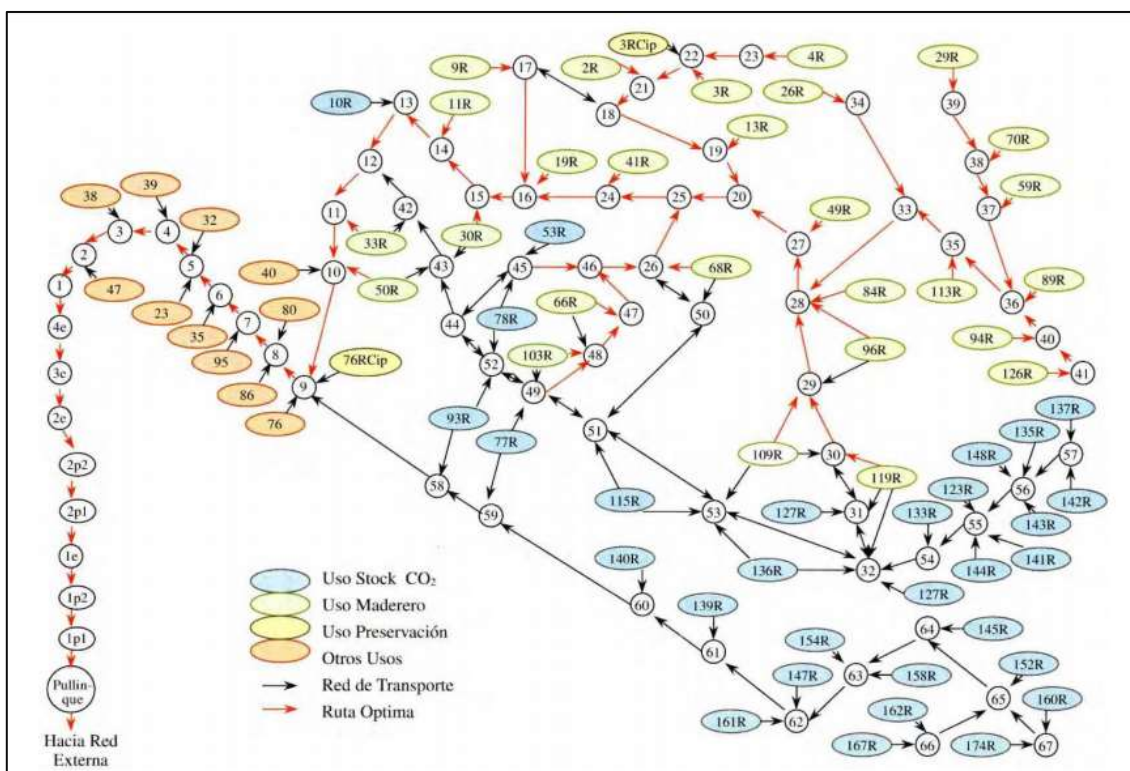 3RCip
22
23
4R
9R
17
2R
21
3R
29R
26R
34
39
10R
13
11R
18
13R
14
19
70R
12
38
19R
41R
59R
39
15
16
24
25
20
37
38
11
42
33
32
4
3
33R
30R
53R
49R
27
35
2
5
40
10
43
45
46
26
68R
1
47
50R
28
84R
113R
36
89R
23
6
80
66R
47
50
4e
35
7
44
78R
94R
40
95
8
76RCip
52
103R
48
96R
126R
41
3e
86
9
49
29
2e
76
93R
77R
51
137R
135R
2p2
109R
30
148R
57
58
119R
123R
56
2p1
59
115R
53
127R
31
133R
55
142R
143R
1e
140R
136R
32
54
141R
144R
Uso Stock CO₂
127R
1p2
Uso Maderero
60
139R
64
145R
1p1
Uso Preservación
61
154R
Otros Usos
147R
63
158R
152R
Pullin-
que
Red de Transporte
65
160R
161R
62
162R
Ruta Optima
167R
66
174R
67
Hacia Red
Externa